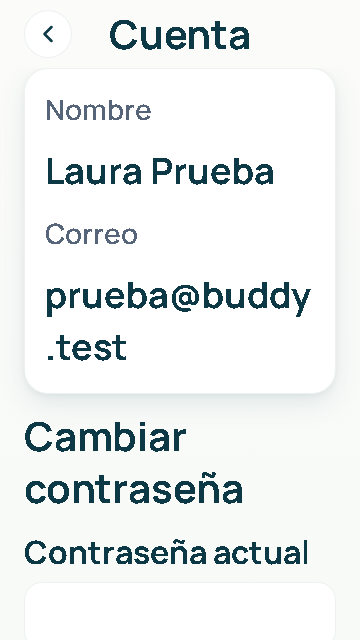 Cuenta
Nombre
Laura Prueba
Correo
prueba@buddy
.test
Cambiar
contraseña
Contraseña actual